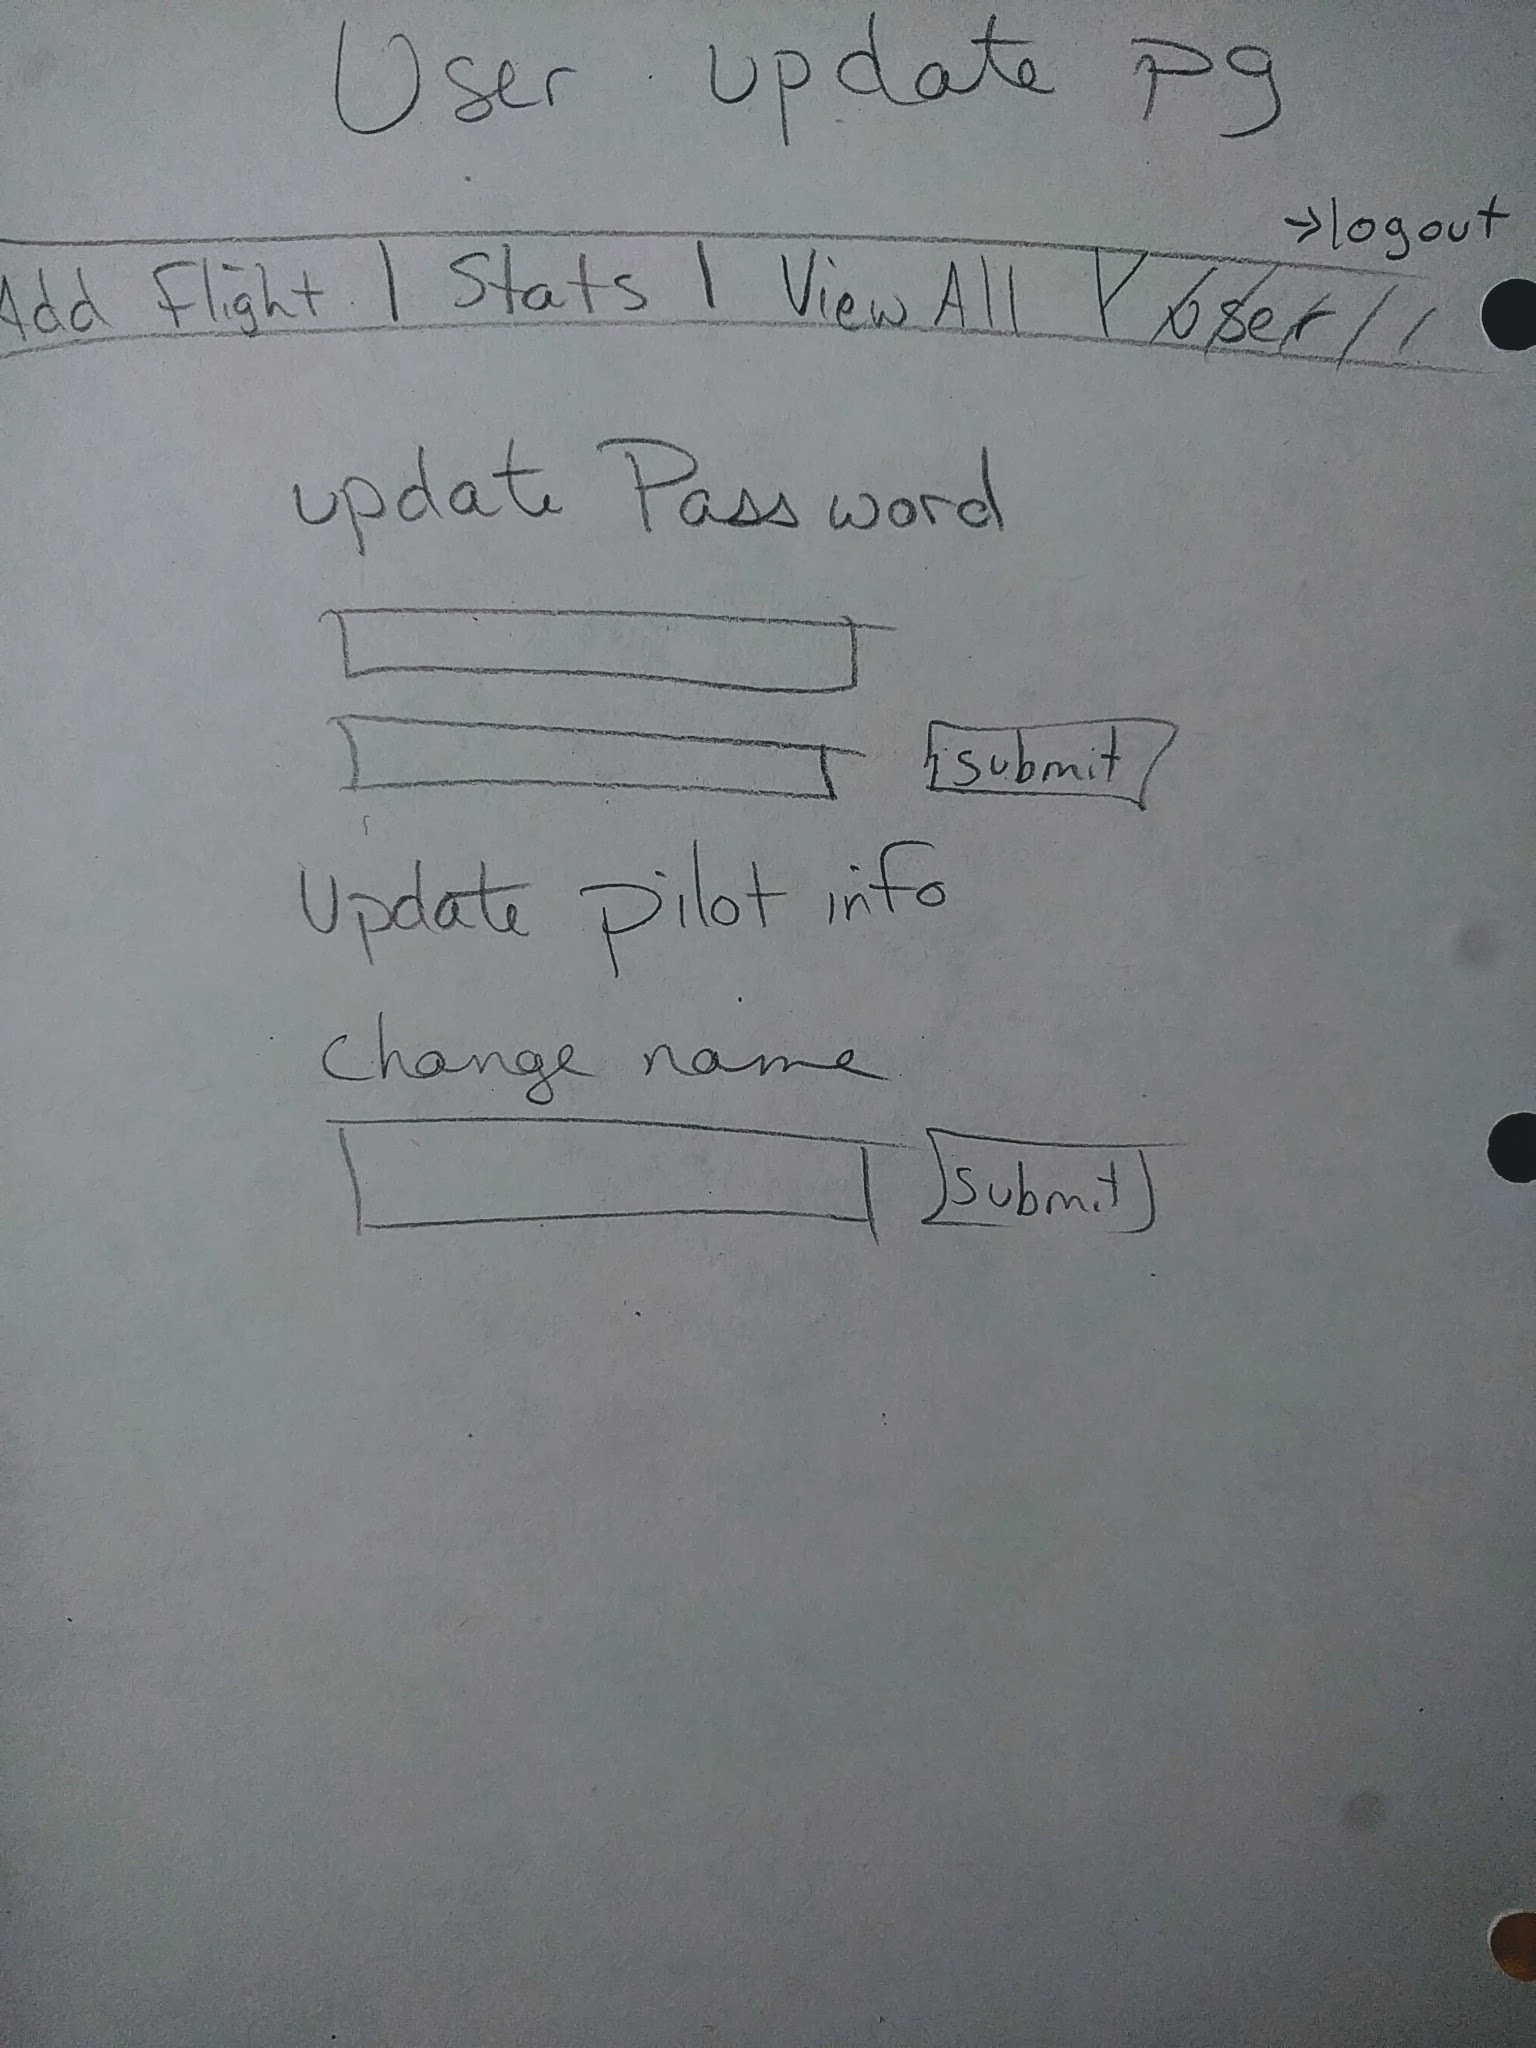 User update pg
→logout
Add Flight | Stats | View All | User
update Password
submit
Update pilot info
change name
submit